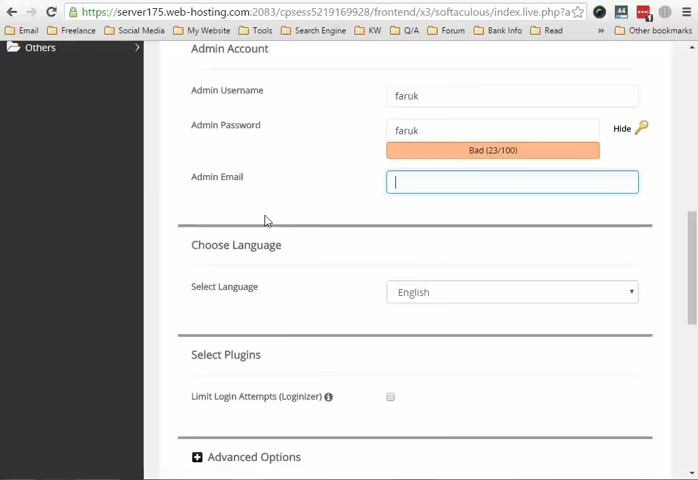 https://server175.web-hosting.com:2083/cpsess5219169928/frontend/x3/softaculous/index.live.php?a
44
1
Email
Freelance
Social Media
My Website
Tools
Search Engine
KW
Q/A
Forum
Bank Info
Read
»
Other bookmarks
Others
Admin Account
Admin Username
faruk
Admin Password
faruk
Hide
Bad (23/100)
Admin Email
Choose Language
Select Language
English
Select Plugins
Limit Login Attempts (Loginizer)
Advanced Options